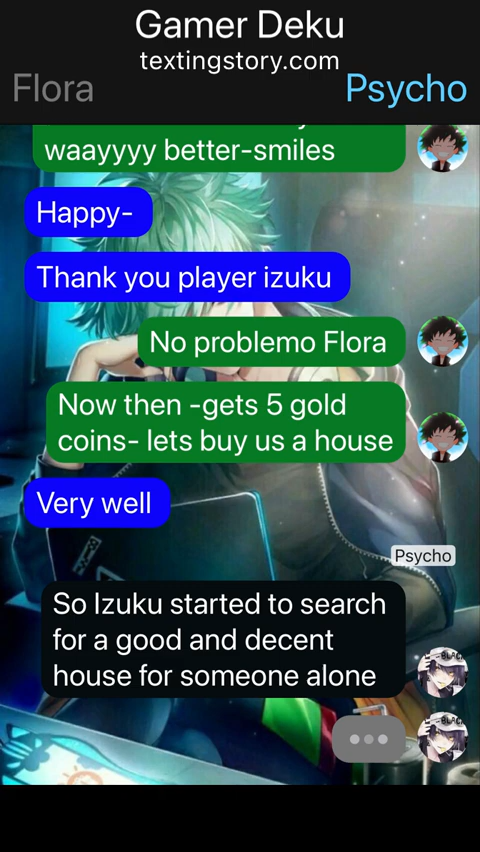 Gamer Deku
textingstory.com
Flora
Psycho
waayyyy better-smiles
Happy-
Thank you player izuku
No problemo Flora
Now then -gets 5 gold
coins- lets buy us a house
Very well
Psycho
So Izuku started to search
for a good and decent
house for someone alone